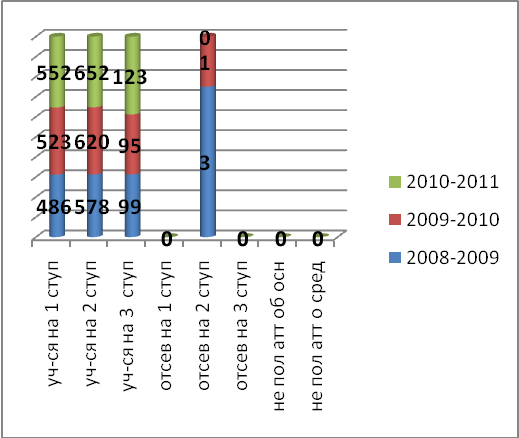 0
552 652 123 1
523 620 95
486 578 99 3
0 0 0 0
уч-ся на 1 ступ
уч-ся на 2 ступ
уч-ся на 3 ступ
отсев на 1 ступ
отсев на 2 ступ
отсев на 3 ступ
не пол атт об осн
не пол атт о сред
2010-2011
2009-2010
2008-2009